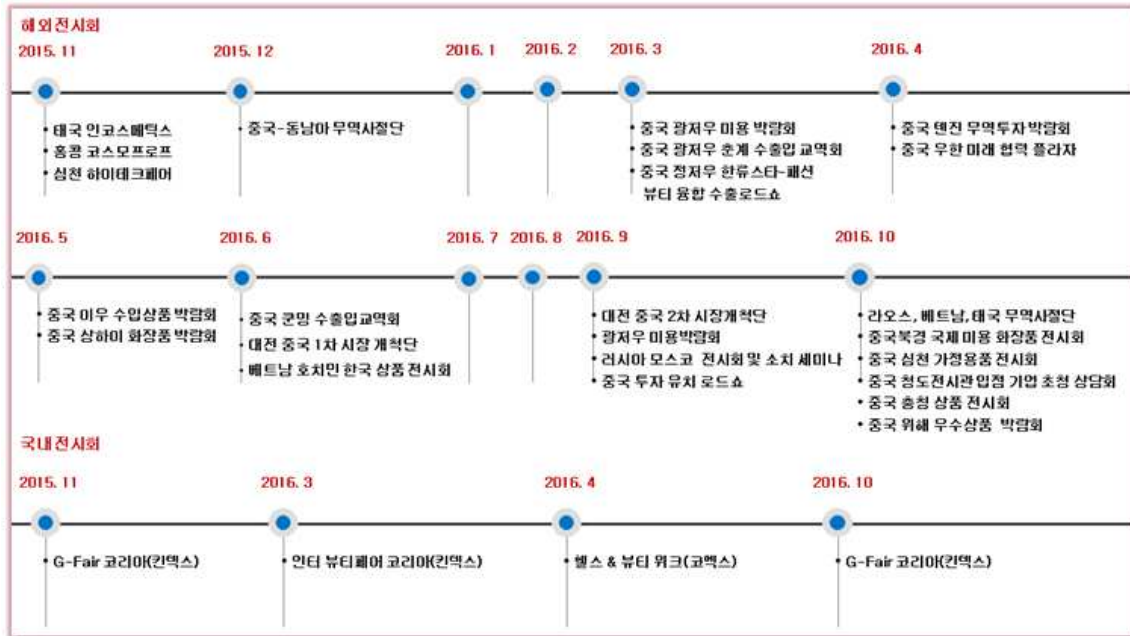 해외전시회
2015. 11
2015. 12
2016. 1
2016. 2
2016. 3
2016. 4
• 태국 인코스메틱스
• 홍콩 코스모프로프
• 심천 하이테크페어
• 중국-동남아 무역사절단
• 중국 광저우 미용 박람회
• 중국 광저우 춘계 수출입 교역회
• 중국 정저우 한류스타-패션
뷰티 융합 수출로드쇼
• 중국 텐진 무역투자 박람회
• 중국 우한 미래 협력 플라자
2016. 5
2016. 6
2016. 7
2016. 8
2016. 9
2016. 10
• 중국 이우 수입상품 박람회
• 중국 상하이 화장품 박람회
• 중국 쿤밍 수출입교역회
• 대전 중국 1차 시장 개척단
• 베트남 호치민 한국 상품 전시회
• 대전 중국 2차 시장개척단
• 광저우 미용박람회
• 러시아 모스코 전시회 및 소치 세미나
• 중국 투자 유치 로드쇼
• 라오스, 베트남, 태국 무역사절단
• 중국북경 국제 미용 화장품 전시회
• 중국 심천 가정용품 전시회
• 중국 청도전시관 입점 기업 초청 상담회
• 중국 충칭 상품 전시회
• 중국 위해 우수상품 박람회
국내전시회
2015. 11
2016. 3
2016. 4
2016. 10
• G-Fair 코리아(킨텍스)
• 인터 뷰티페어 코리아(킨덱스)
• 헬스 & 뷰티 위크(코엑스)
• G-Fair 코리아(킨덱스)